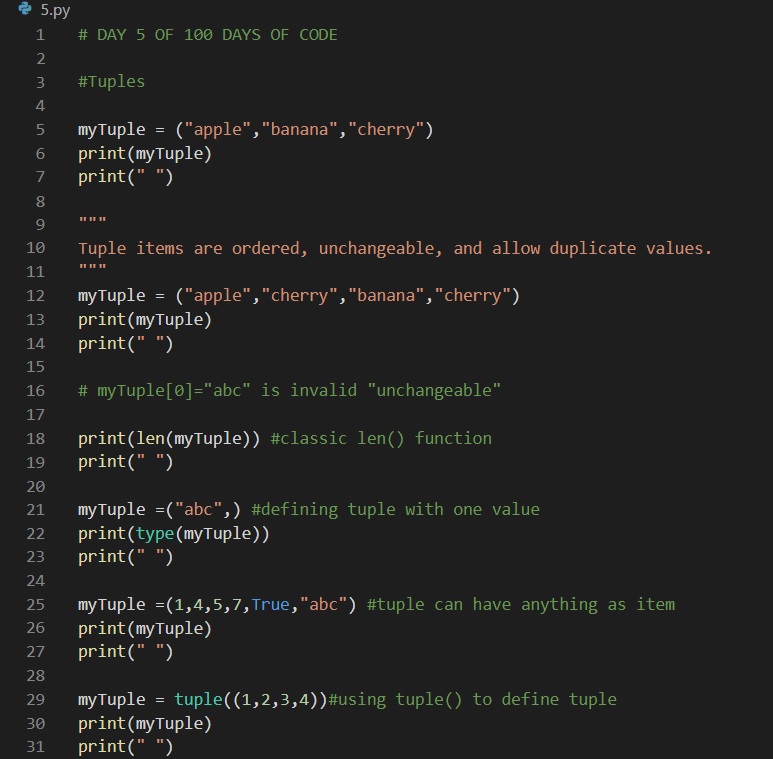 5.py
1 # DAY 5 OF 100 DAYS OF CODE
2
3 #Tuples
4
5 myTuple = ("apple","banana","cherry")
6 print(myTuple)
7 print(" ")
8
9 """
10 Tuple items are ordered, unchangeable, and allow duplicate values.
11 """
12 myTuple = ("apple","cherry","banana","cherry")
13 print(myTuple)
14 print(" ")
15
16 # myTuple[0]="abc" is invalid "unchangeable"
17
18 print(len(myTuple)) #classic len() function
19 print(" ")
20
21 myTuple =("abc",) #defining tuple with one value
22 print(type(myTuple))
23 print(" ")
24
25 myTuple =(1,4,5,7,True,"abc") #tuple can have anything as item
26 print(myTuple)
27 print(" ")
28
29 myTuple = tuple((1,2,3,4))#using tuple() to define tuple
30 print(myTuple)
31 print(" ")